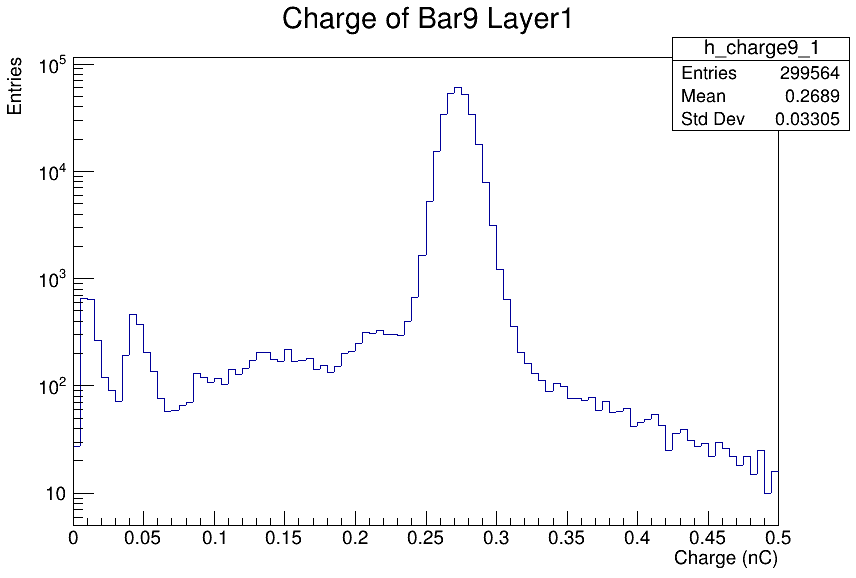 Charge of Bar9 Layer1
h_charge9_1
Entries 299564
Mean 0.2689
Std Dev 0.03305
Entries
10^5
10^4
10^3
10^2
10
0 0.05 0.1 0.15 0.2 0.25 0.3 0.35 0.4 0.45 0.5
Charge (nC)